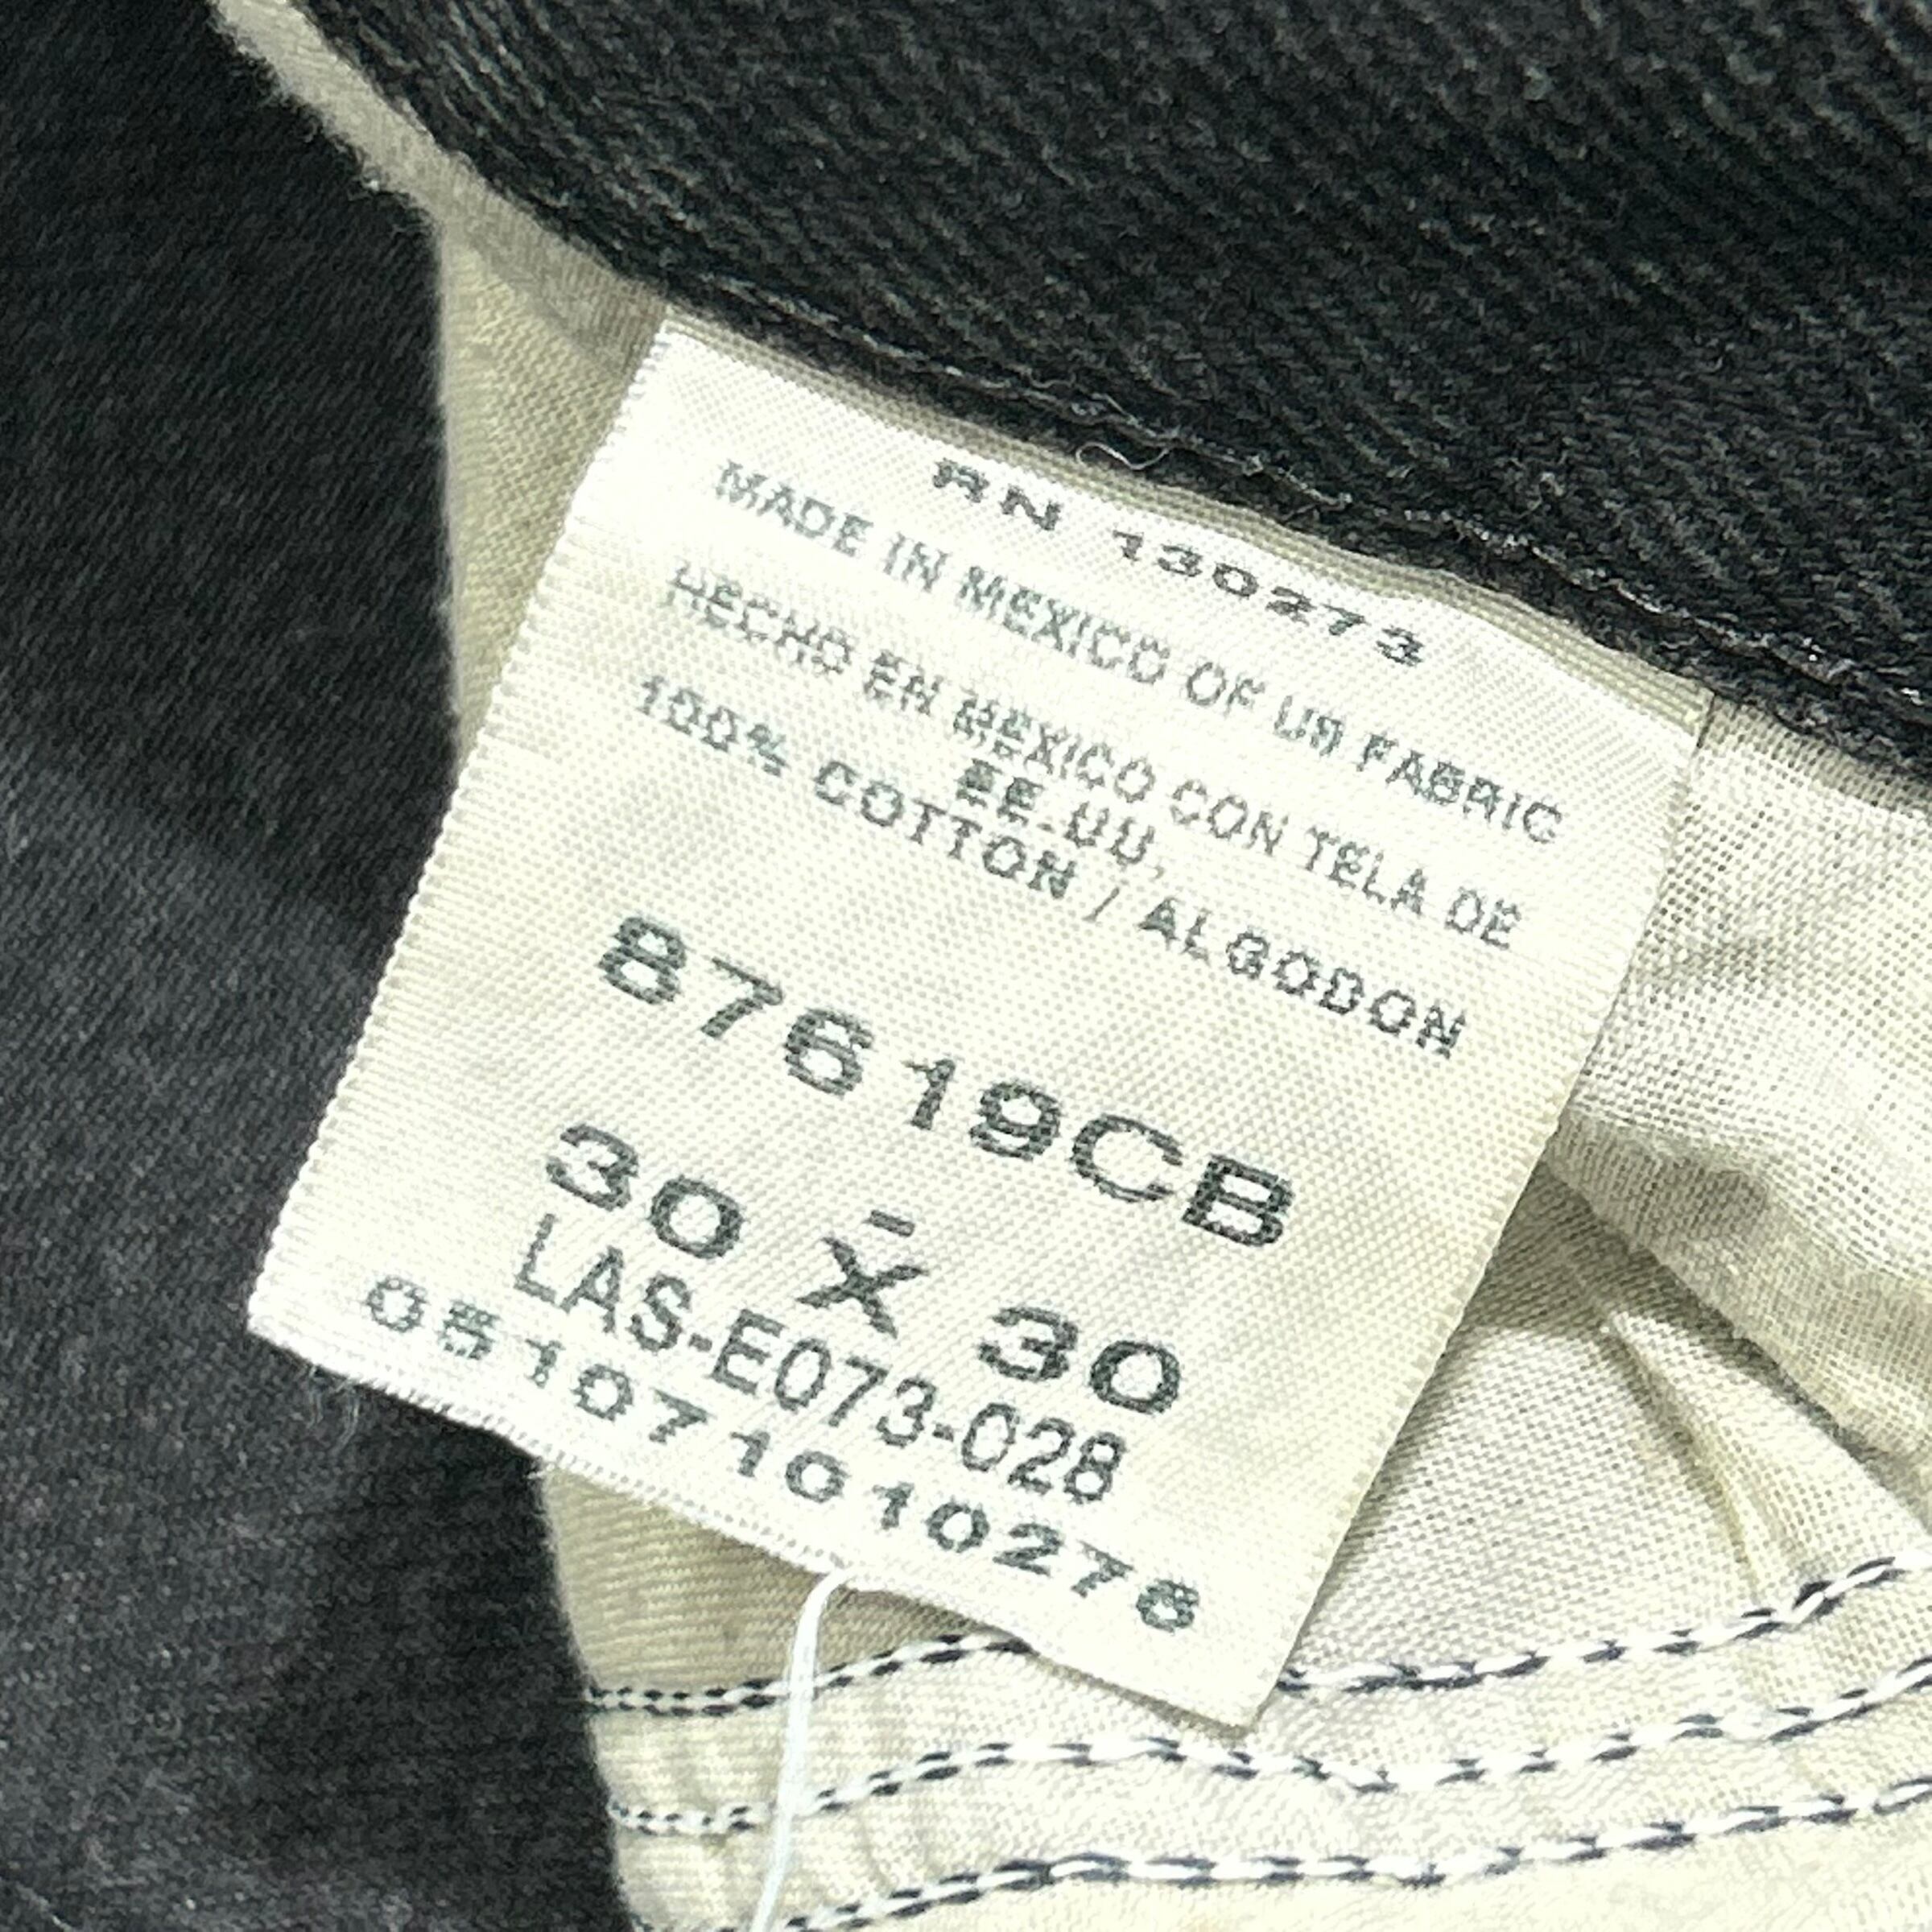 RN 130273
MADE IN MEXICO OF US FABRIC
HECHO EN MEXICO CON TELA DE
EE.UU.
100% COTTON / ALGODON
87619CB
30 X 30
LAS-E073-028
051071010276